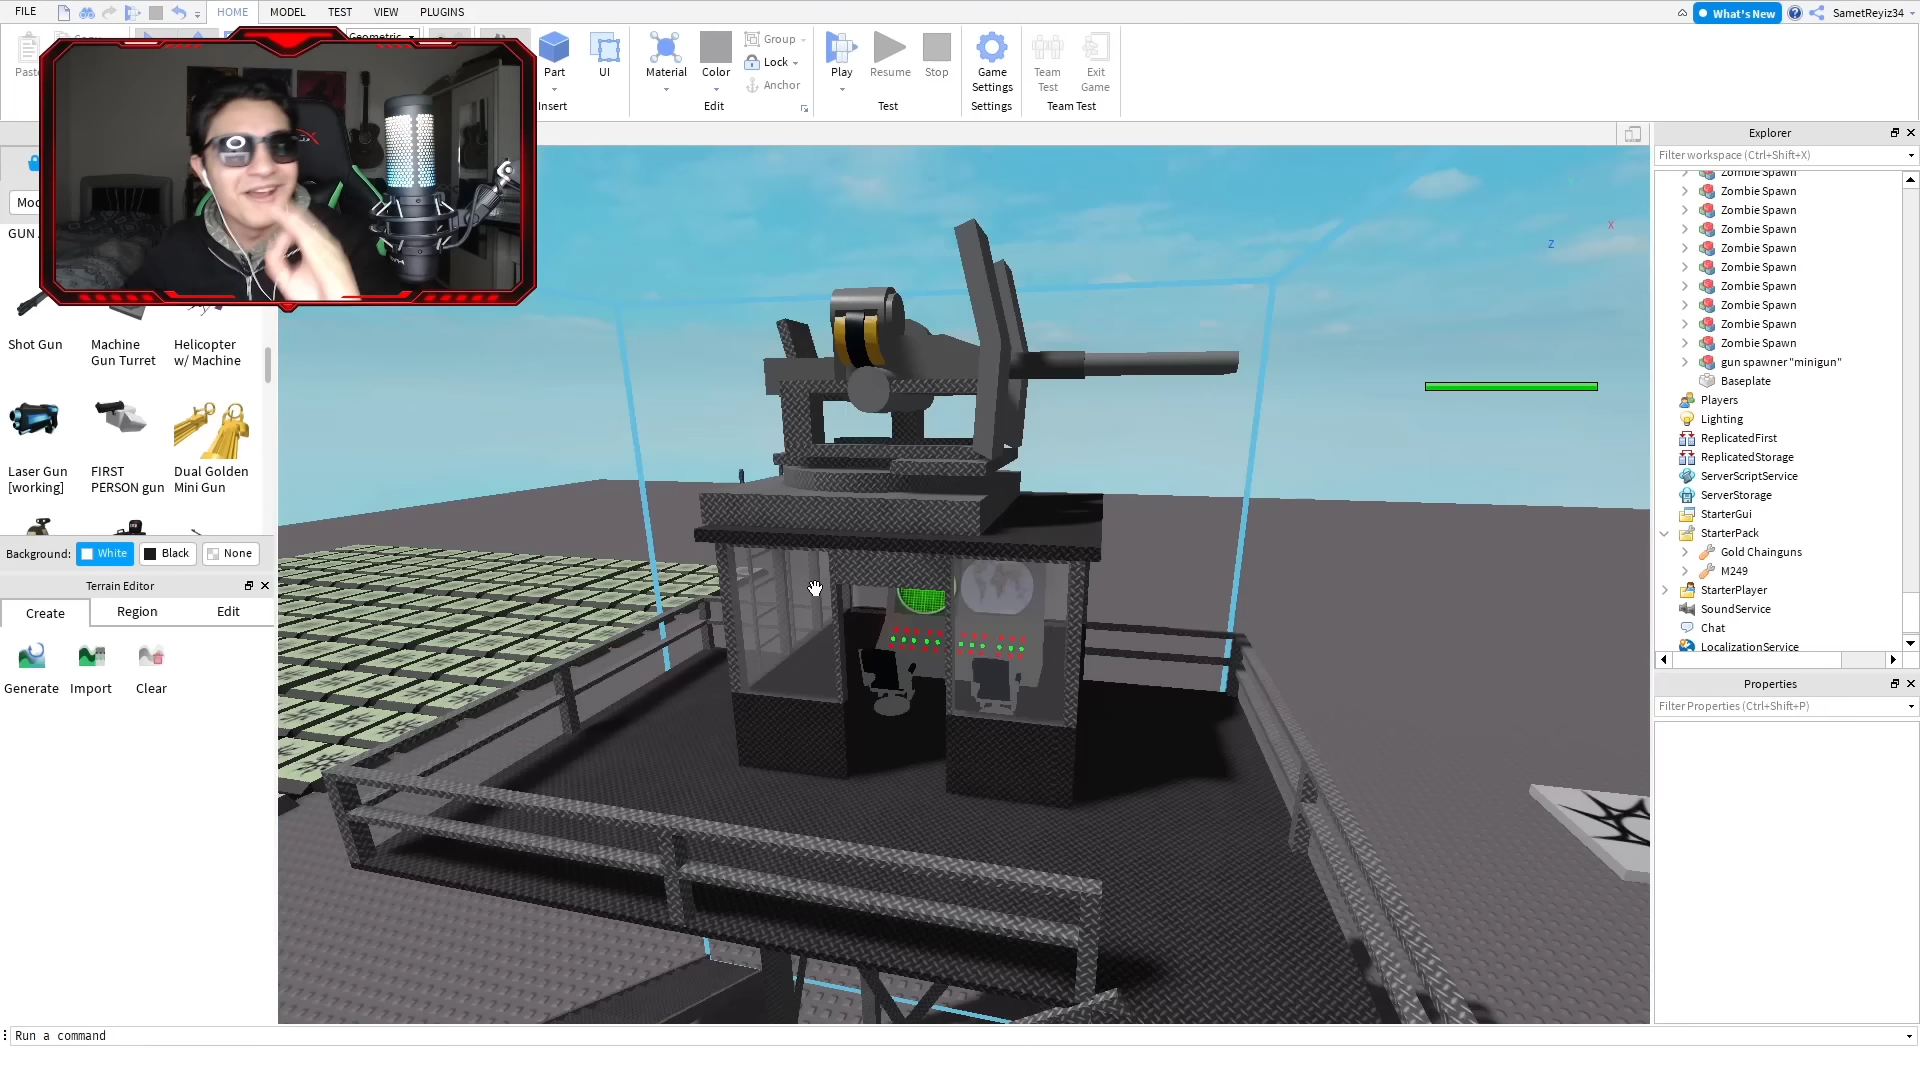 FILE HOME MODEL TEST VIEW PLUGINS What's New SametReyiz34
Geometric
Part UI Material Color Group Lock Anchor Play Resume Stop Game Settings Team Test Exit Game
Insert Edit Test Settings Team Test
Explorer
Filter workspace (Ctrl+Shift+X)
Zombie Spawn
Zombie Spawn
Zombie Spawn
Zombie Spawn
Zombie Spawn
Zombie Spawn
Zombie Spawn
Zombie Spawn
Zombie Spawn
Zombie Spawn
gun spawner "minigun"
Baseplate
Players
Lighting
ReplicatedFirst
ReplicatedStorage
ServerScriptService
ServerStorage
StarterGui
StarterPack
Gold Chainguns
M249
StarterPlayer
SoundService
Chat
LocalizationService
Properties
Filter Properties (Ctrl+Shift+P)
X
Z
GUN
Shot Gun
Machine Gun Turret
Helicopter w/ Machine
Laser Gun [working]
FIRST PERSON gun
Dual Golden Mini Gun
Background: White Black None
Terrain Editor
Create Region Edit
Generate Import Clear
Run a command